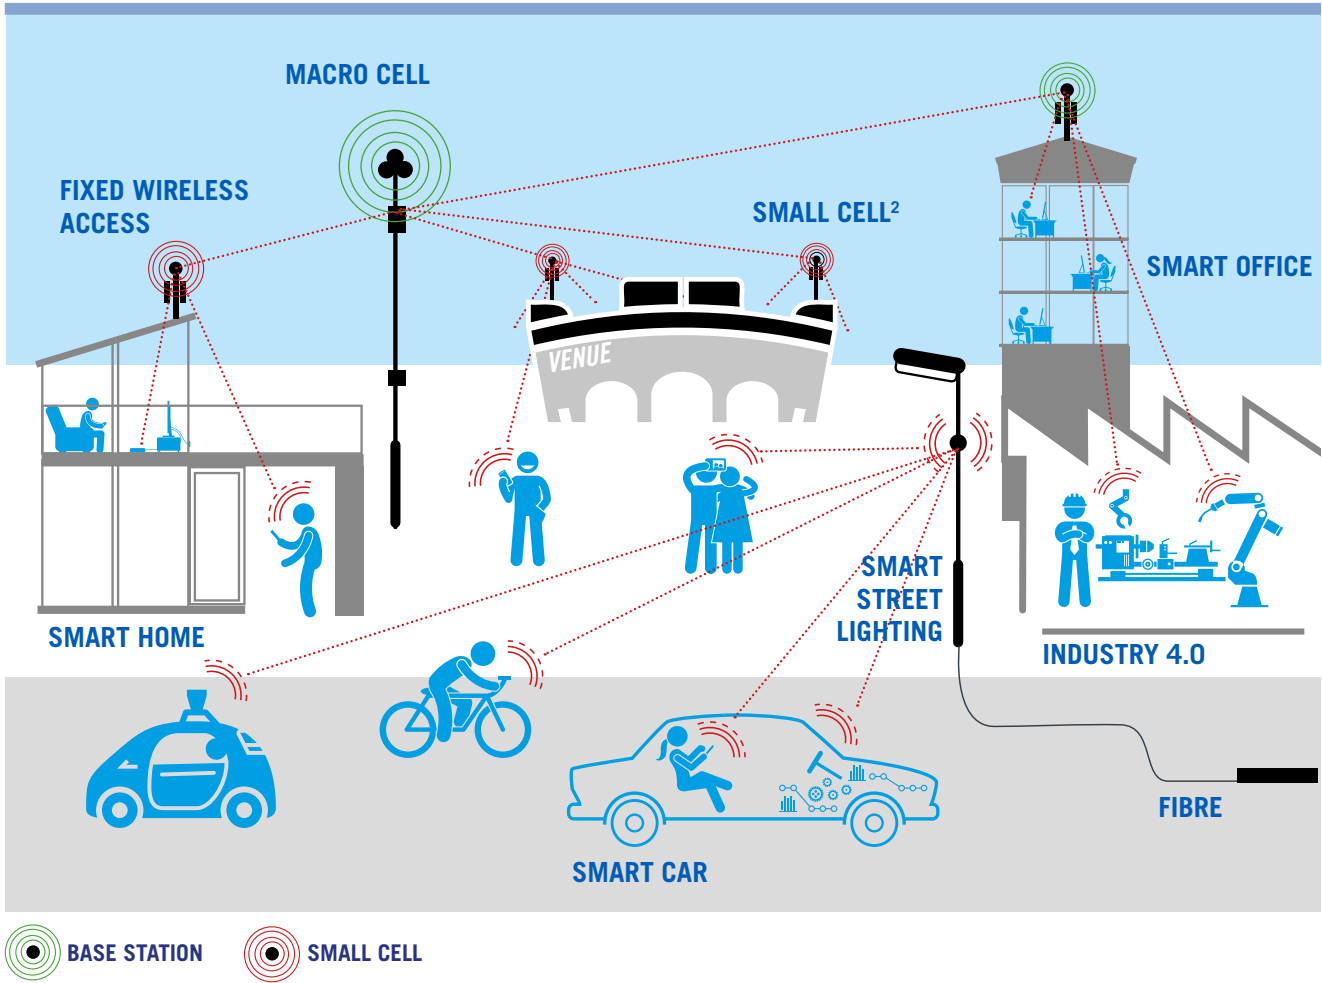 MACRO CELL
FIXED WIRELESS
ACCESS
SMALL CELL²
SMART OFFICE
VENUE
SMART
STREET
LIGHTING
SMART HOME
INDUSTRY 4.0
FIBRE
SMART CAR
BASE STATION
SMALL CELL